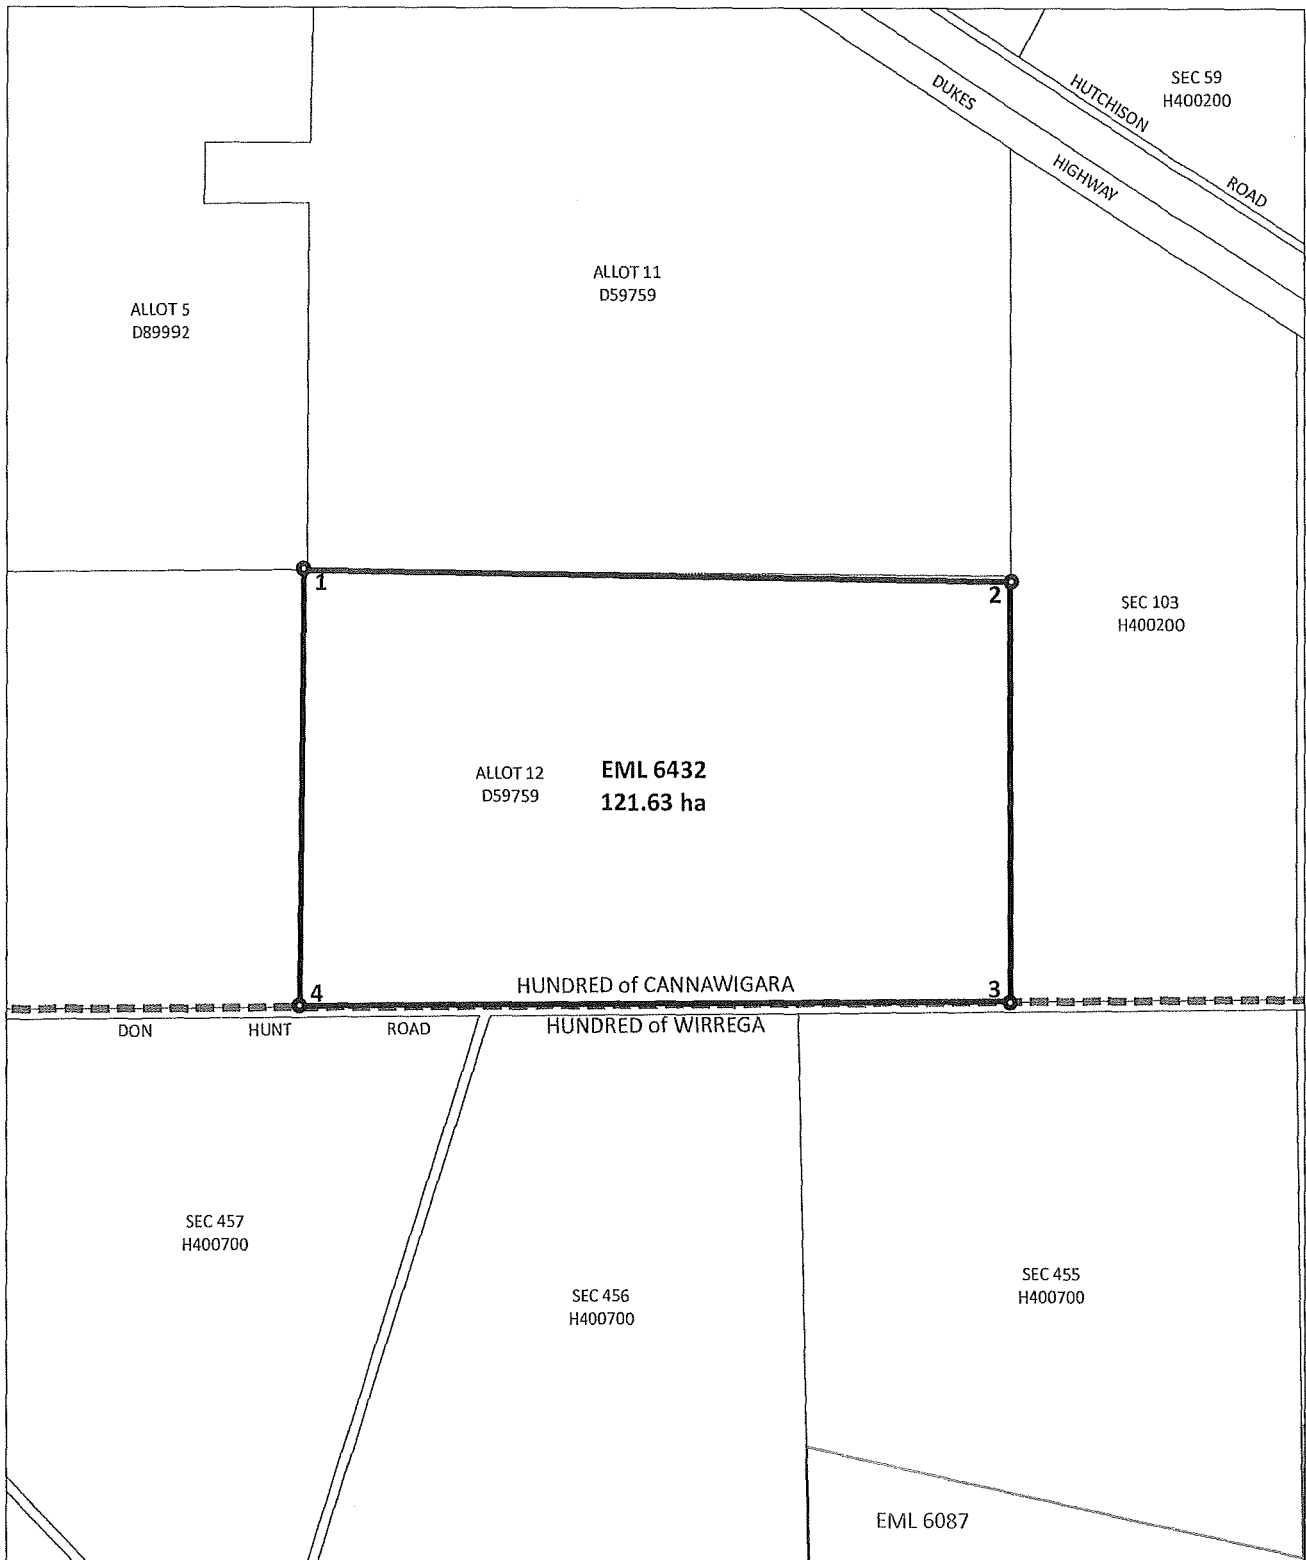 SEC 59
H400200
HUTCHISON ROAD
DUKES HIGHWAY
ALLOT 11
D59759
ALLOT 5
D89992
1
2
SEC 103
H400200
ALLOT 12
D59759
EML 6432
121.63 ha
4
HUNDRED of CANNAWIGARA
3
DON HUNT ROAD
HUNDRED of WIRREGA
SEC 457
H400700
SEC 456
H400700
SEC 455
H400700
EML 6087